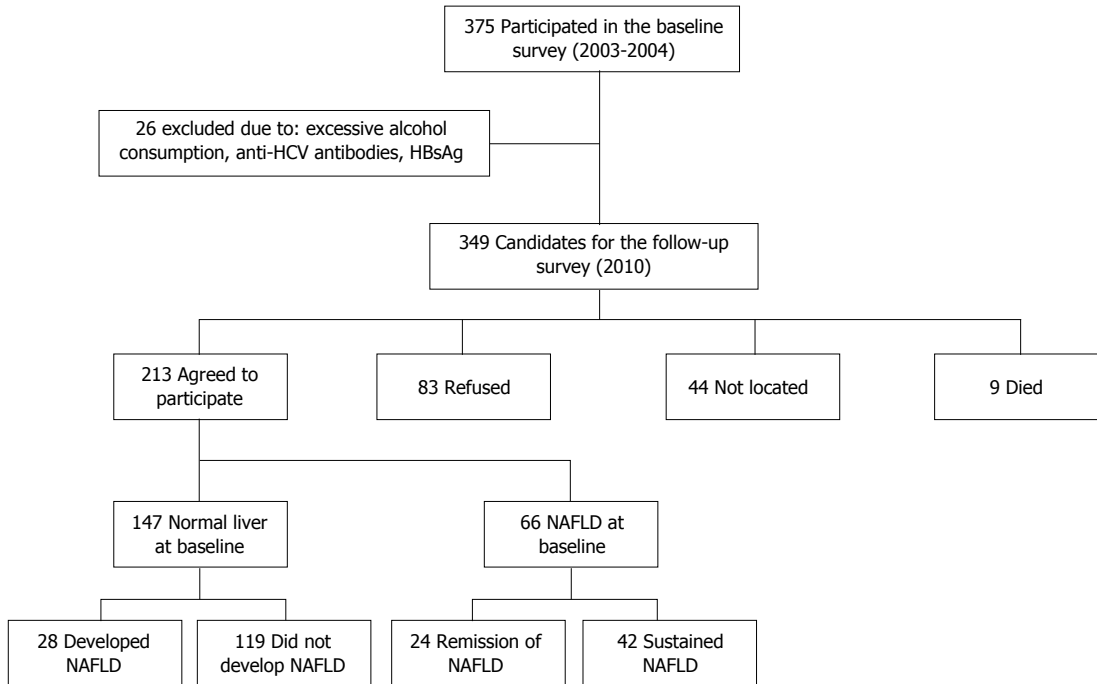 375 Participated in the baseline
survey (2003-2004)
26 excluded due to: excessive alcohol
consumption, anti-HCV antibodies, HBsAg
349 Candidates for the follow-up
survey (2010)
213 Agreed to
participate
83 Refused
44 Not located
9 Died
147 Normal liver
at baseline
66 NAFLD at
baseline
28 Developed
NAFLD
119 Did not
develop NAFLD
24 Remission of
NAFLD
42 Sustained
NAFLD